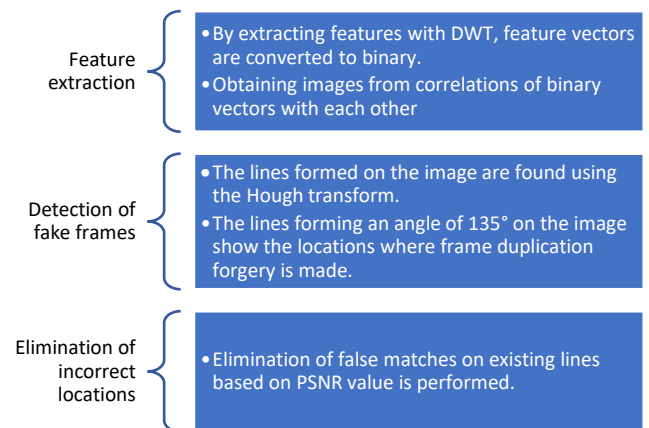 Feature
extraction
•By extracting features with DWT, feature vectors
are converted to binary.
•Obtaining images from correlations of binary
vectors with each other
Detection of
fake frames
•The lines formed on the image are found using
the Hough transform.
•The lines forming an angle of 135° on the image
show the locations where frame duplication
forgery is made.
Elimination of
incorrect
locations
•Elimination of false matches on existing lines
based on PSNR value is performed.